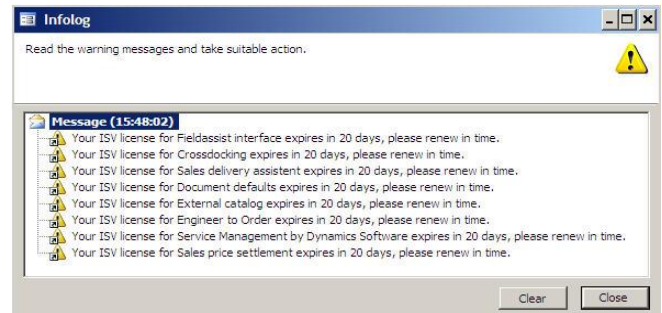 Infolog
Read the warning messages and take suitable action.
Message (15:48:02)
Your ISV license for Fieldassist interface expires in 20 days, please renew in time.
Your ISV license for Crossdocking expires in 20 days, please renew in time.
Your ISV license for Sales delivery assistent expires in 20 days, please renew in time.
Your ISV license for Document defaults expires in 20 days, please renew in time.
Your ISV license for External catalog expires in 20 days, please renew in time.
Your ISV license for Engineer to Order expires in 20 days, please renew in time.
Your ISV license for Service Management by Dynamics Software expires in 20 days, please renew in time.
Your ISV license for Sales price settlement expires in 20 days, please renew in time.
Clear Close